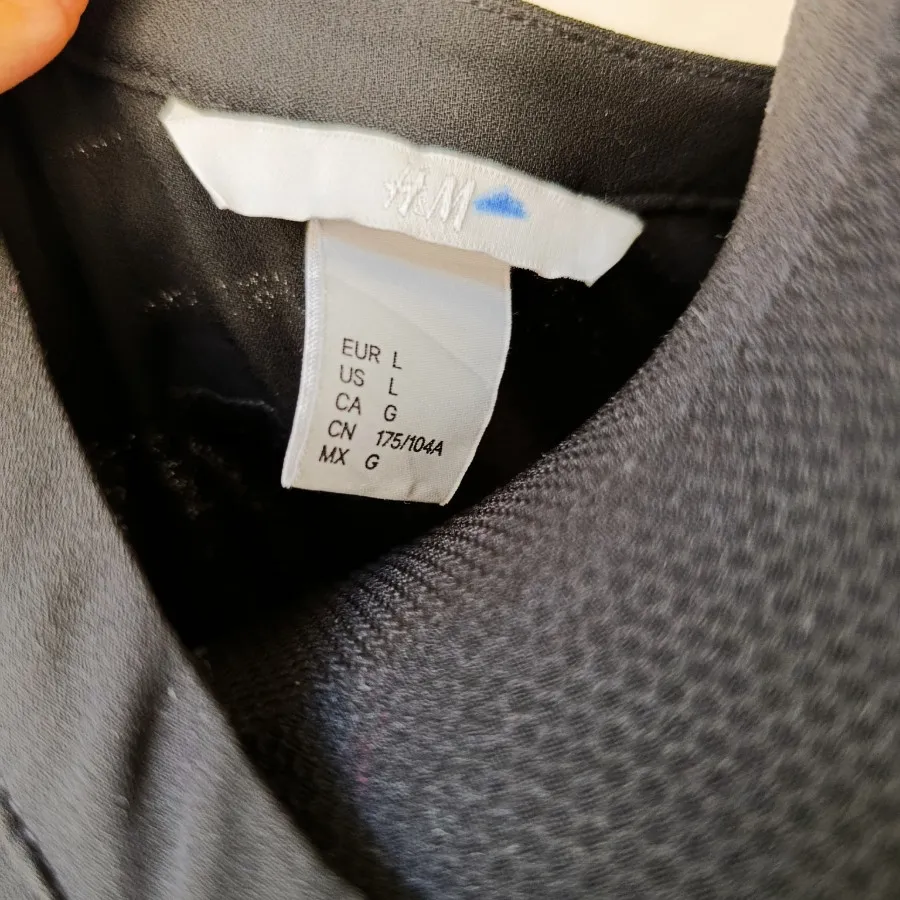 H&M
EUR L
US L
CA G
CN 175/104A
MX G